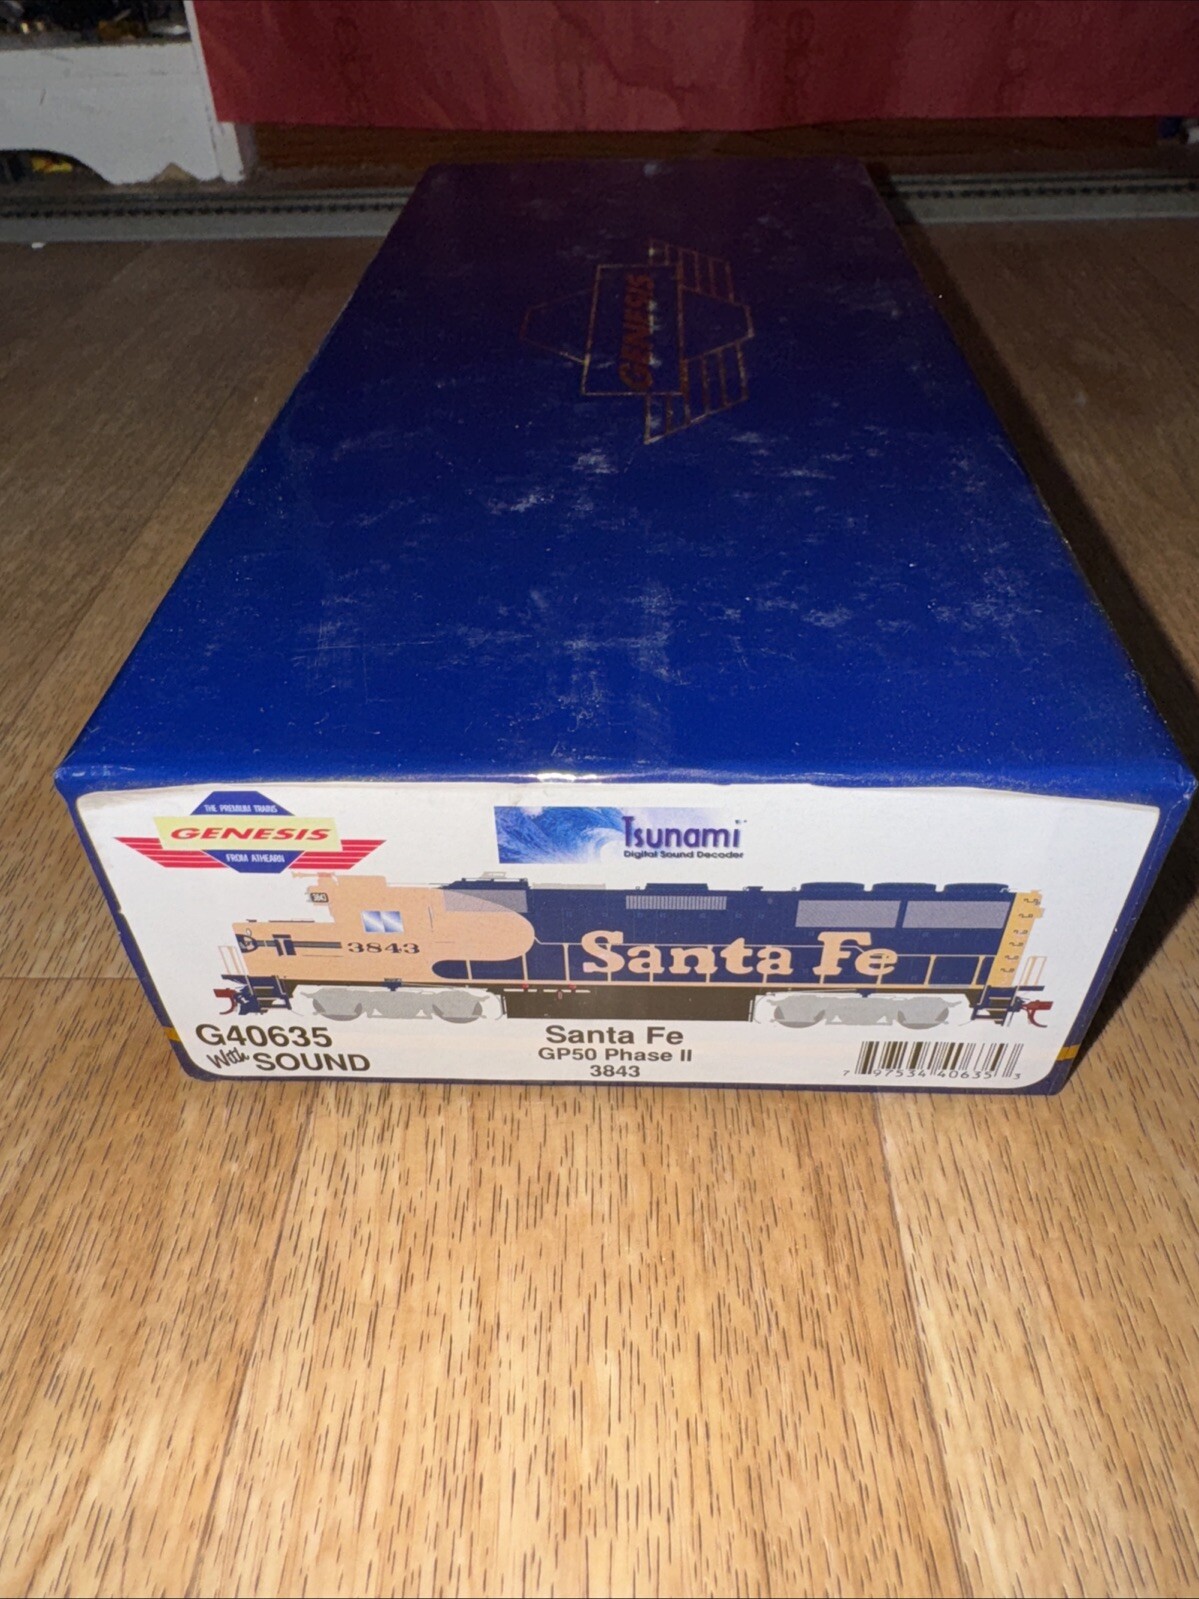 GENESIS
THE PREMIUM TRAINS
GENESIS
FROM ATHEARN
Tsunami
Digital Sound Decoder
3843
3843
Santa Fe
G40635
With SOUND
Santa Fe
GP50 Phase II
3843
7 97534 40635 3